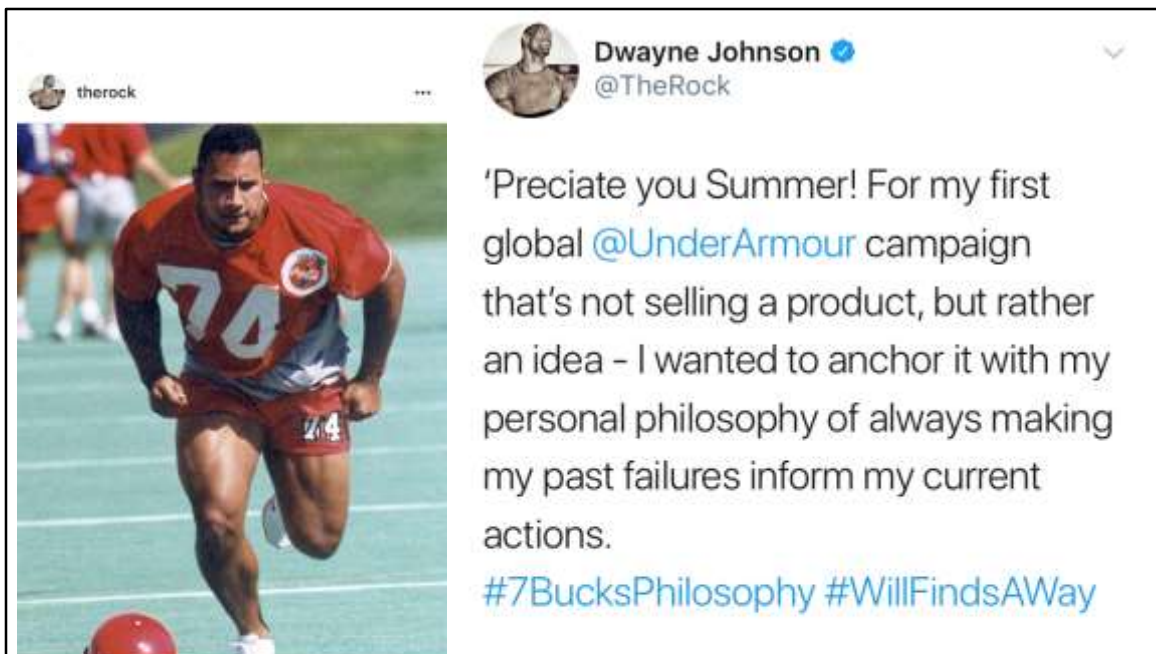 therock
...
74
74
Dwayne Johnson
@TheRock
‘Preciate you Summer! For my first
global @UnderArmour campaign
that’s not selling a product, but rather
an idea - I wanted to anchor it with my
personal philosophy of always making
my past failures inform my current
actions.
#7BucksPhilosophy #WillFindsAWay